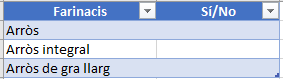 Farinacis Sí/No
Arròs
Arròs integral
Arròs de gra llarg